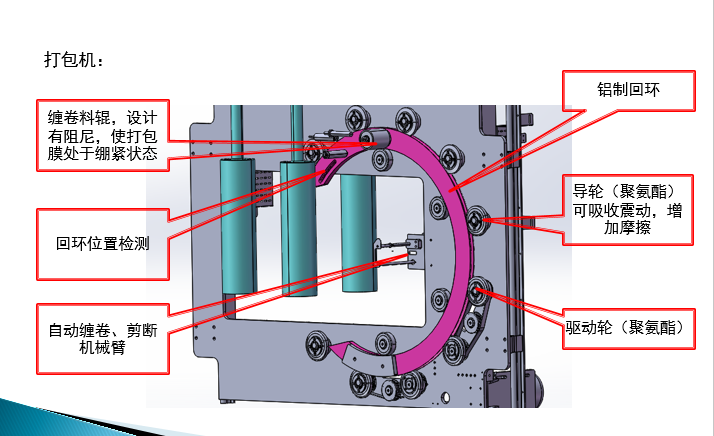 打包机：
缠卷料辊，设计
有阻尼，使打包
膜处于绷紧状态
回环位置检测
自动缠卷、剪断
机械臂
铝制回环
导轮（聚氨酯）
可吸收震动，增
加摩擦
驱动轮（聚氨酯）